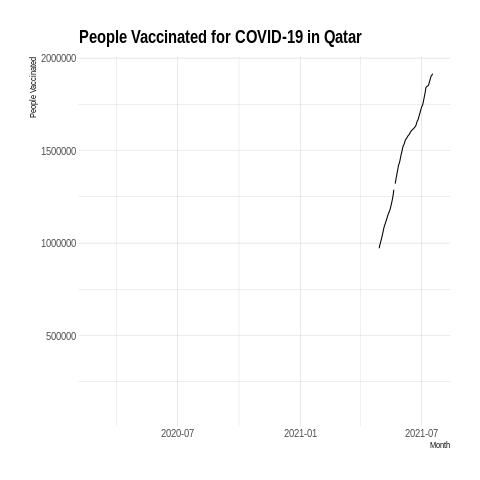 People Vaccinated for COVID-19 in Qatar
People Vaccinated
2000000
1500000
1000000
500000
2020-07
2021-01
2021-07
Month